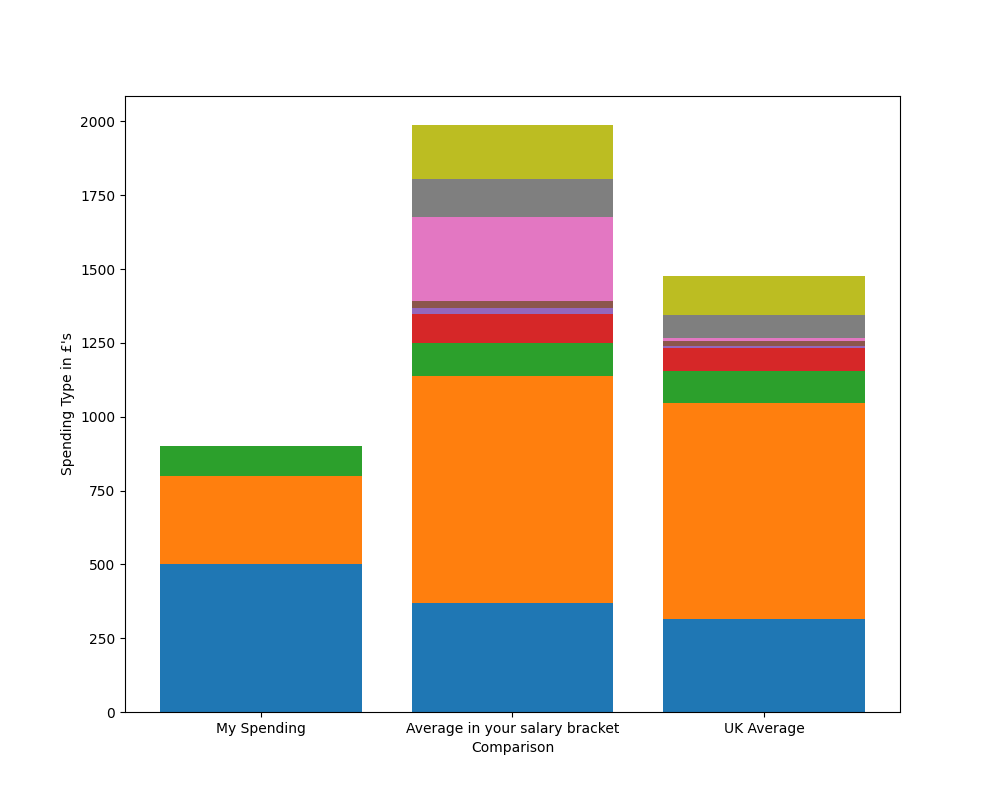 2000
1750
1500
1250
1000
750
500
250
0
Spending Type in £'s
My Spending
Average in your salary bracket
UK Average
Comparison